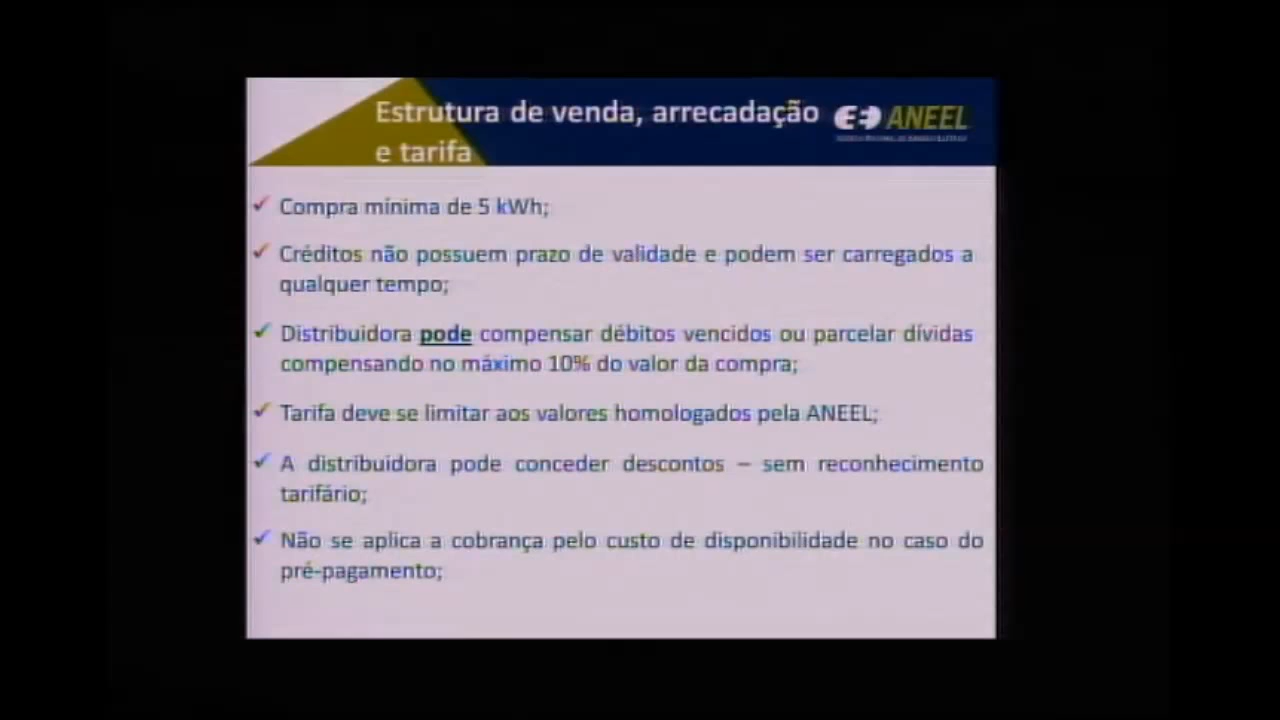 Estrutura de venda, arrecadação
e tarifa
ANEEL
✓ Compra mínima de 5 kWh;
✓ Créditos não possuem prazo de validade e podem ser carregados a
qualquer tempo;
✓ Distribuidora pode compensar débitos vencidos ou parcelar dívidas
compensando no máximo 10% do valor da compra;
✓ Tarifa deve se limitar aos valores homologados pela ANEEL;
✓ A distribuidora pode conceder descontos – sem reconhecimento
tarifário;
✓ Não se aplica a cobrança pelo custo de disponibilidade no caso do
pré-pagamento;